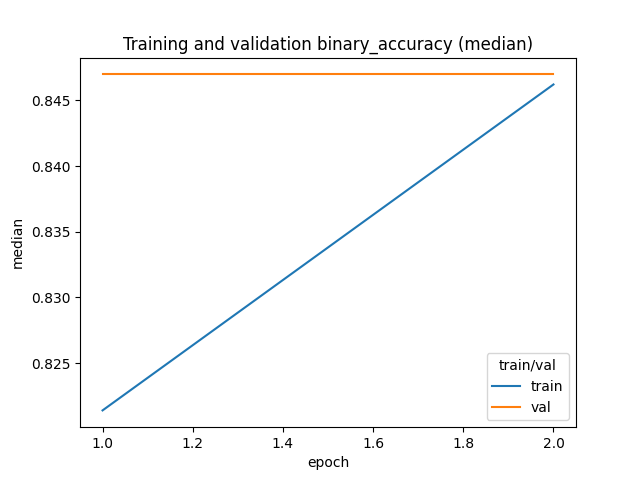 Training and validation binary_accuracy (median)
0.845
0.840
0.835
0.830
0.825
median
1.0
1.2
1.4
1.6
1.8
2.0
epoch
train/val
train
val